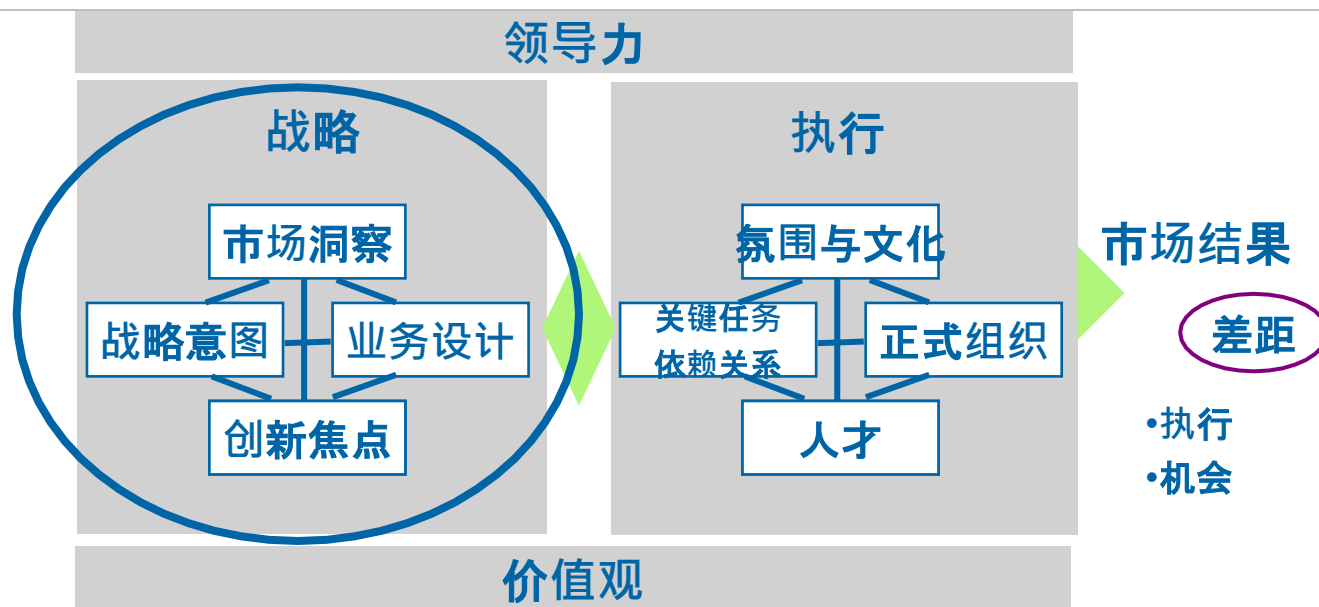 领导力
战略
市场洞察
战略意图
业务设计
创新焦点
执行
氛围与文化
关键任务
依赖关系
正式组织
人才
市场结果
差距
•执行
•机会
价值观